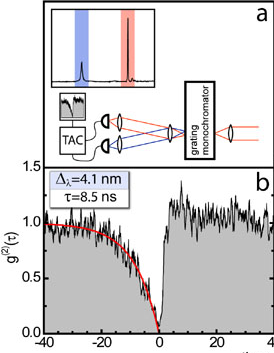 a
TAC
grating
monochromator
b
Δλ=4.1 nm
τ=8.5 ns
g(2)(τ)
1.5
1.0
0.5
0.0
-40 -20 0 20 4